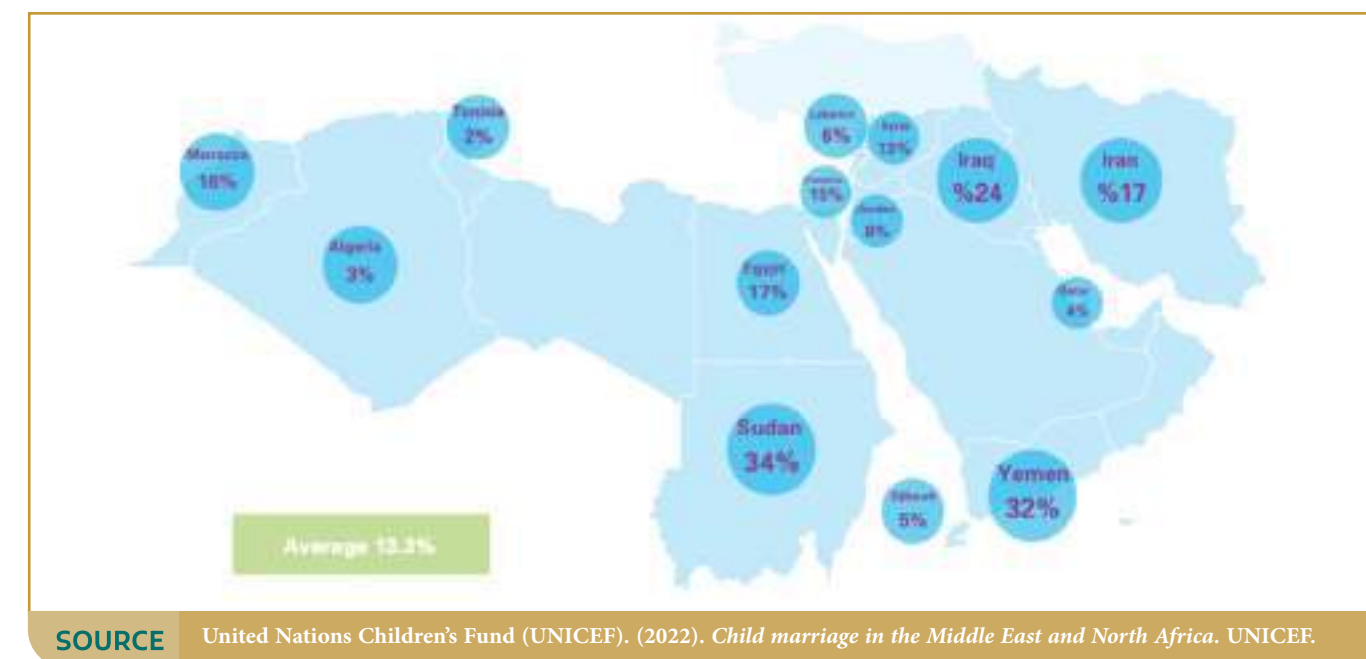 Tunisia
2%
Lebanon
6%
Syria
13%
Morocco
16%
Iraq
%24
Iran
%17
Palestine
15%
Jordan
8%
Algeria
3%
Egypt
17%
Qatar
4%
Sudan
34%
Yemen
32%
Djibouti
5%
Average 13.3%
SOURCE United Nations Children’s Fund (UNICEF). (2022). Child marriage in the Middle East and North Africa. UNICEF.